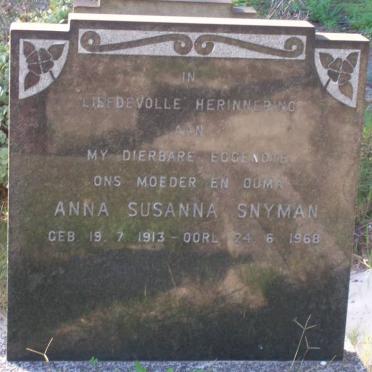 IN
LIEFDEVOLLE HERINNERING
AAN
MY DIERBARE EGGENOTE
ONS MOEDER EN OUMA
ANNA SUSANNA SNYMAN
GEB 19. 7. 1913 - OORL 24. 6. 1968